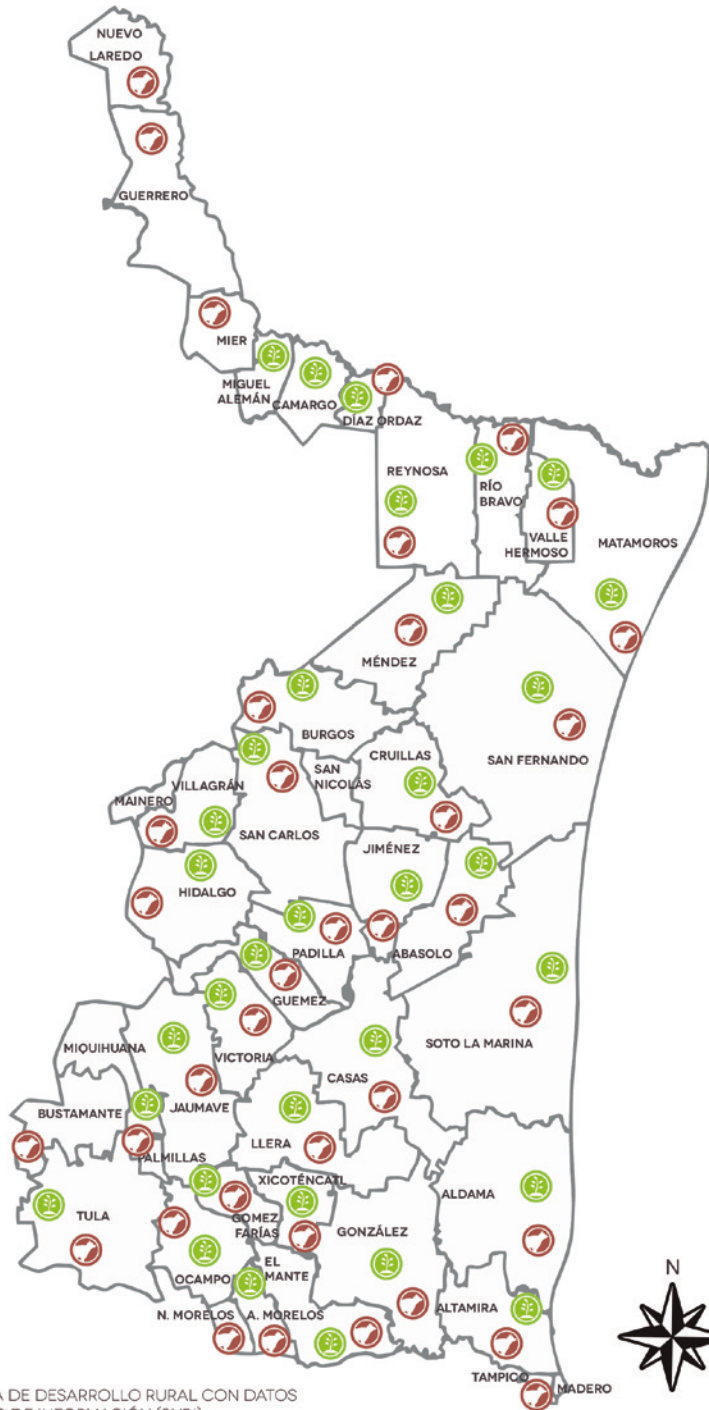 NUEVO
LAREDO
GUERRERO
MIER
MIGUEL
ALEMÁN
CAMARGO
DÍAZ ORDAZ
REYNOSA
RÍO
BRAVO
VALLE
HERMOSO
MATAMOROS
MÉNDEZ
BURGOS
CRUILLAS
SAN
NICOLÁS
SAN FERNANDO
VILLAGRÁN
MAINERO
SAN CARLOS
JIMÉNEZ
HIDALGO
PADILLA
ABASOLO
GUEMEZ
MIQUIHUANA
VICTORIA
SOTO LA MARINA
CASAS
BUSTAMANTE
JAUMAVE
LLERA
PALMILLAS
XICOTÉNCATL
ALDAMA
TULA
GOMEZ
FARÍAS
GONZÁLEZ
OCAMPO
EL
MANTE
N. MORELOS
A. MORELOS
ALTAMIRA
N
TAMPICO
MADERO
A DE DESARROLLO RURAL CON DATOS